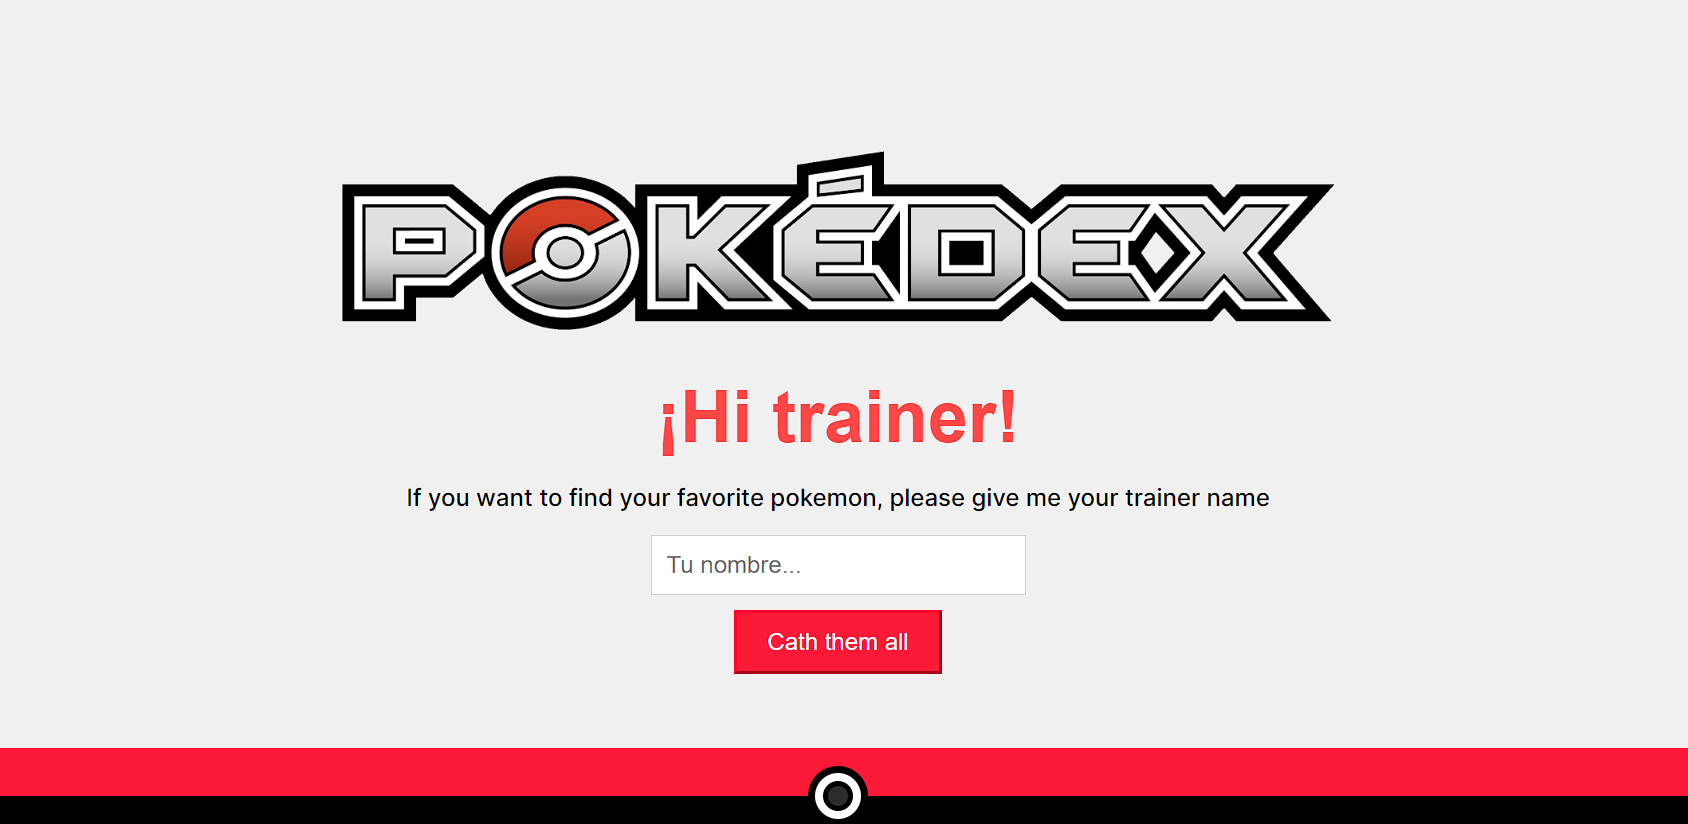 POKÉDEX
¡Hi trainer!
If you want to find your favorite pokemon, please give me your trainer name
Tu nombre...
Cath them all